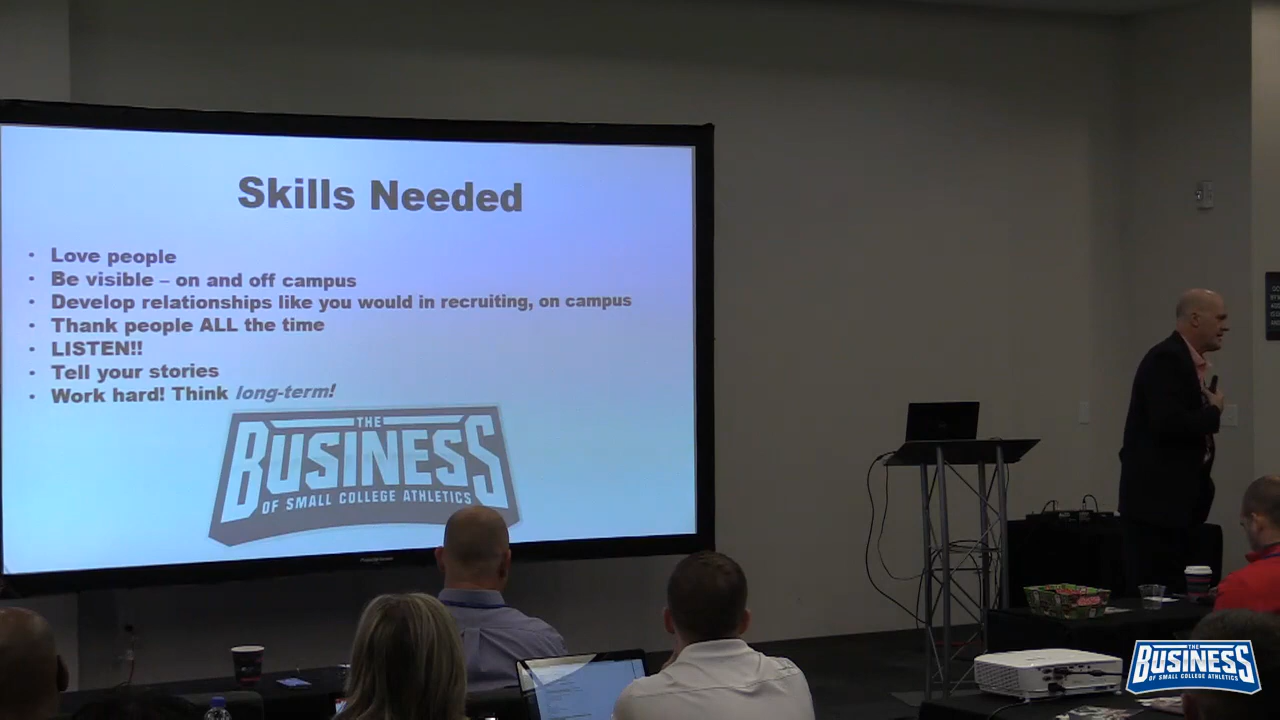 Skills Needed
• Love people
• Be visible – on and off campus
• Develop relationships like you would in recruiting, on campus
• Thank people ALL the time
• LISTEN!!
• Tell your stories
• Work hard! Think long-term!
THE
BUSINESS
OF SMALL COLLEGE ATHLETICS
THE
BUSINESS
OF SMALL COLLEGE ATHLETICS